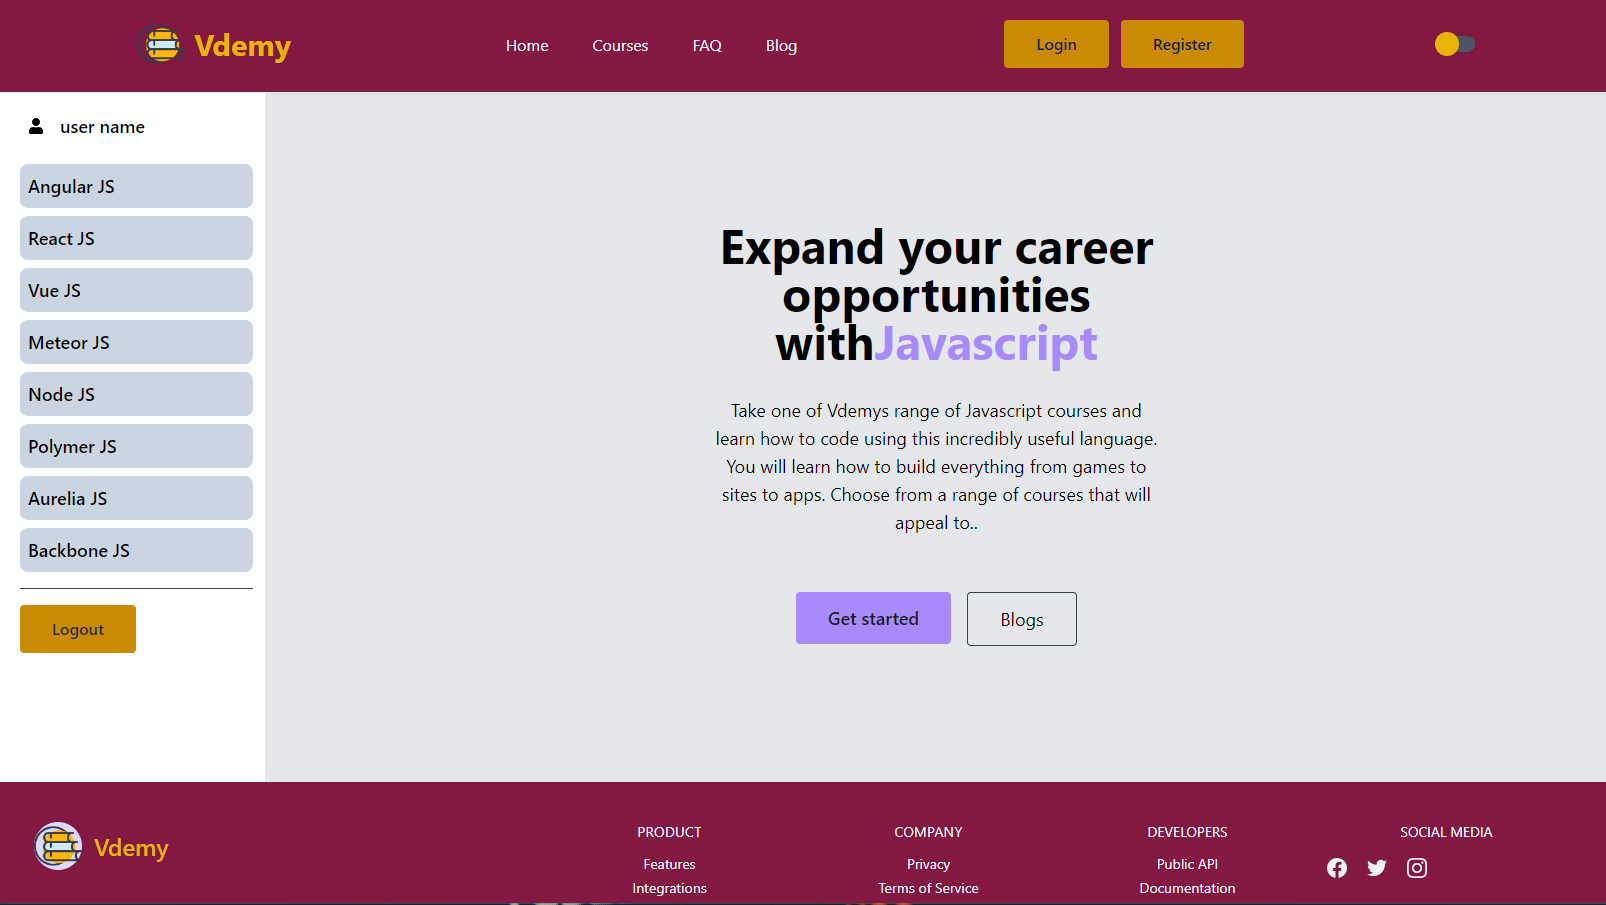 Vdemy
Home Courses FAQ Blog
Login Register
user name
Angular JS
React JS
Vue JS
Meteor JS
Node JS
Polymer JS
Aurelia JS
Backbone JS
Logout
Expand your career
opportunities
withJavascript
Take one of Vdemys range of Javascript courses and
learn how to code using this incredibly useful language.
You will learn how to build everything from games to
sites to apps. Choose from a range of courses that will
appeal to..
Get started Blogs
Vdemy
PRODUCT
Features
Integrations
COMPANY
Privacy
Terms of Service
DEVELOPERS
Public API
Documentation
SOCIAL MEDIA